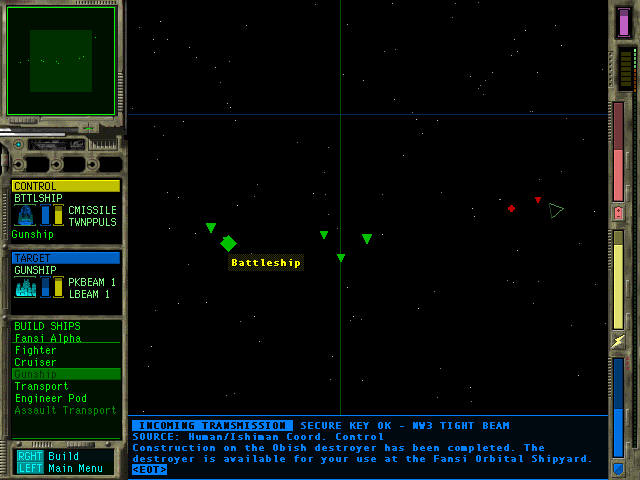 CONTROL
BTTLSHIP
CMISSILE
TWNPPULS
Gunship
TARGET
GUNSHIP
PKBEAM 1
LBEAM 1
BUILD SHIPS
Fansi Alpha
Fighter
Cruiser
Gunship
Transport
Engineer Pod
Assault Transport
RGHT Build
LEFT Main Menu
Battleship
INCOMING TRANSMISSION SECURE KEY OK - NW3 TIGHT BEAM
SOURCE: Human/Ishiman Coord. Control
Construction on the Obish destroyer has been completed. The
destroyer is available for your use at the Fansi Orbital Shipyard.
<EOT>